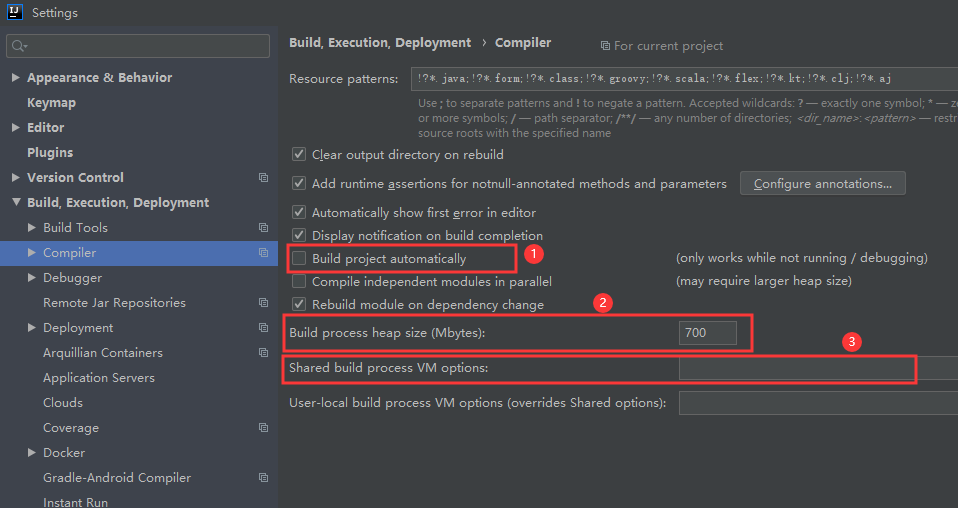 IJ Settings
Build, Execution, Deployment › Compiler For current project
Appearance & Behavior
Keymap
Editor
Plugins
Version Control
Build, Execution, Deployment
Build Tools
Compiler
Debugger
Remote Jar Repositories
Deployment
Arquillian Containers
Application Servers
Clouds
Coverage
Docker
Gradle-Android Compiler
Instant Run
Resource patterns: !?*.java;!?*.form;!?*.class;!?*.groovy;!?*.scala;!?*.flex;!?*.kt;!?*.clj;!?*.aj
Use ; to separate patterns and ! to negate a pattern. Accepted wildcards: ? — exactly one symbol; * —
or more symbols; / — path separator; /**/ — any number of directories; <dir_name>:<pattern> —
source roots with the specified name
Clear output directory on rebuild
Add runtime assertions for notnull-annotated methods and parameters Configure annotations...
Automatically show first error in editor
Display notification on build completion
Build project automatically 1 (only works while not running / debugging)
Compile independent modules in parallel (may require larger heap size)
Rebuild module on dependency change 2
Build process heap size (Mbytes): 700
3
Shared build process VM options:
User-local build process VM options (overrides Shared options):